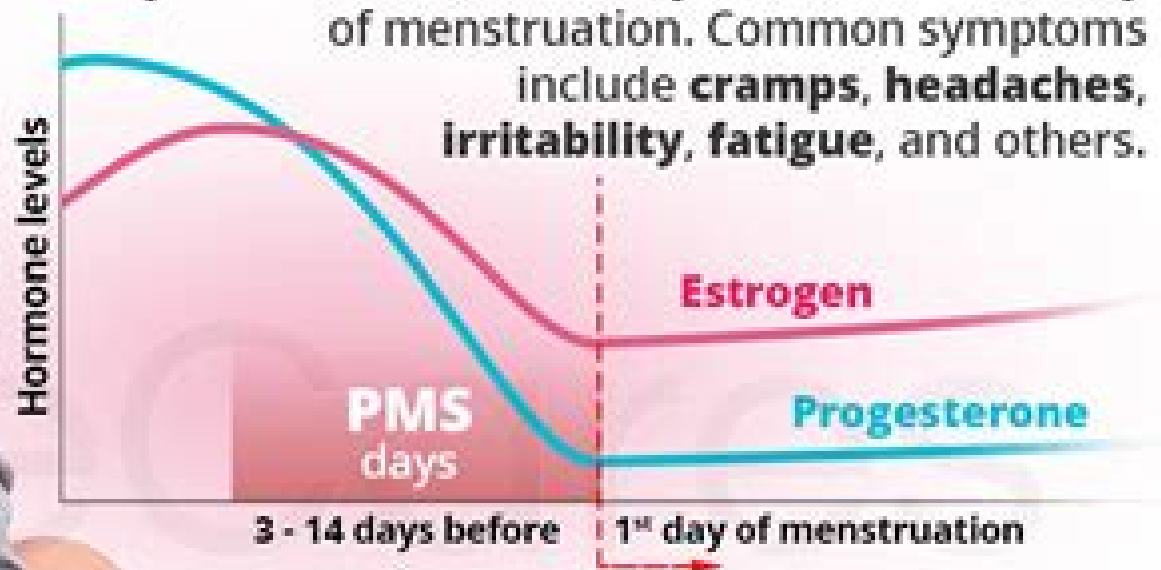 of menstruation. Common symptoms
include cramps, headaches,
irritability, fatigue, and others.
Hormone levels
Estrogen
Progesterone
PMS
days
3 - 14 days before
1st day of menstruation